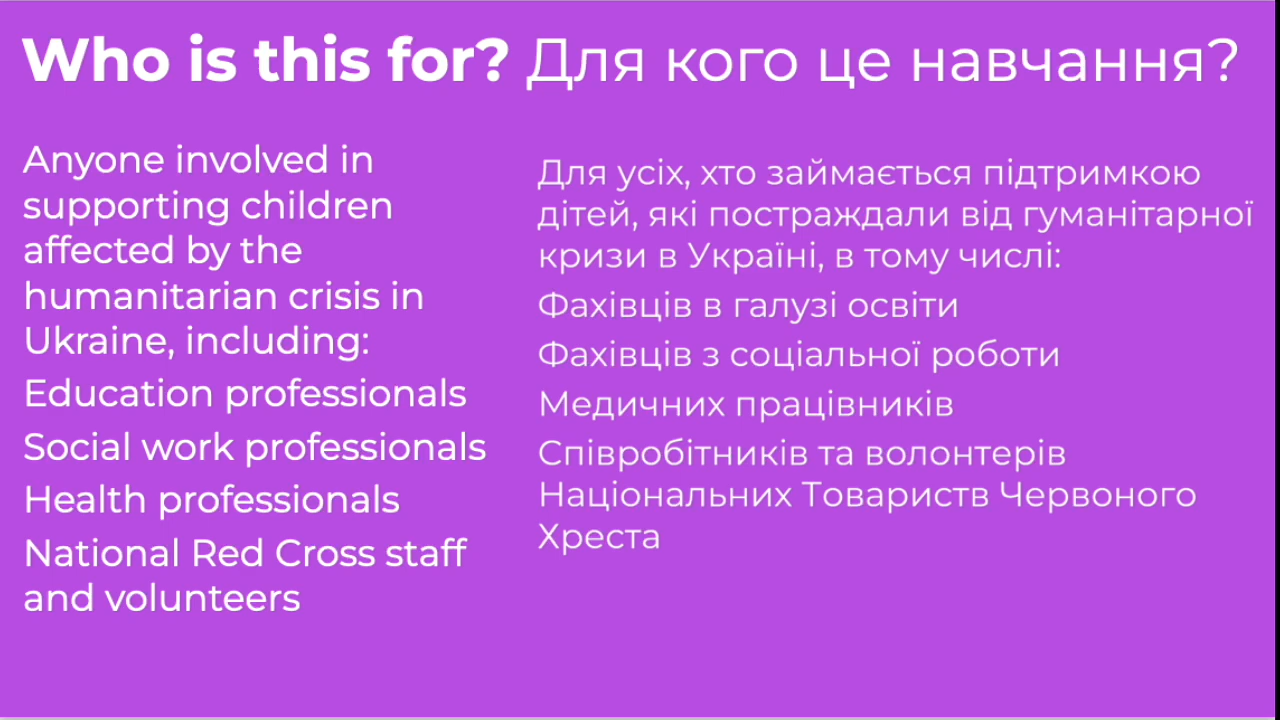 Who is this for? Для кого це навчання?
Anyone involved in
supporting children
affected by the
humanitarian crisis in
Ukraine, including:
Education professionals
Social work professionals
Health professionals
National Red Cross staff
and volunteers
Для усіх, хто займається підтримкою
дітей, які постраждали від гуманітарної
кризи в Україні, в тому числі:
Фахівців в галузі освіти
Фахівців з соціальної роботи
Медичних працівників
Співробітників та волонтерів
Національних Товариств Червоного
Хреста